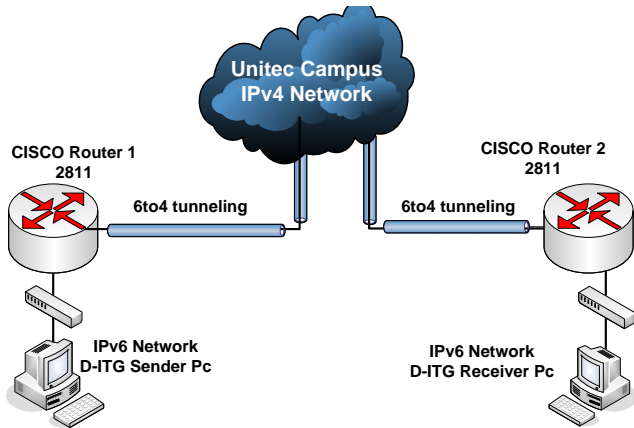 Unitec Campus
IPv4 Network
CISCO Router 1
2811
CISCO Router 2
2811
6to4 tunneling
6to4 tunneling
IPv6 Network
D-ITG Sender Pc
IPv6 Network
D-ITG Receiver Pc